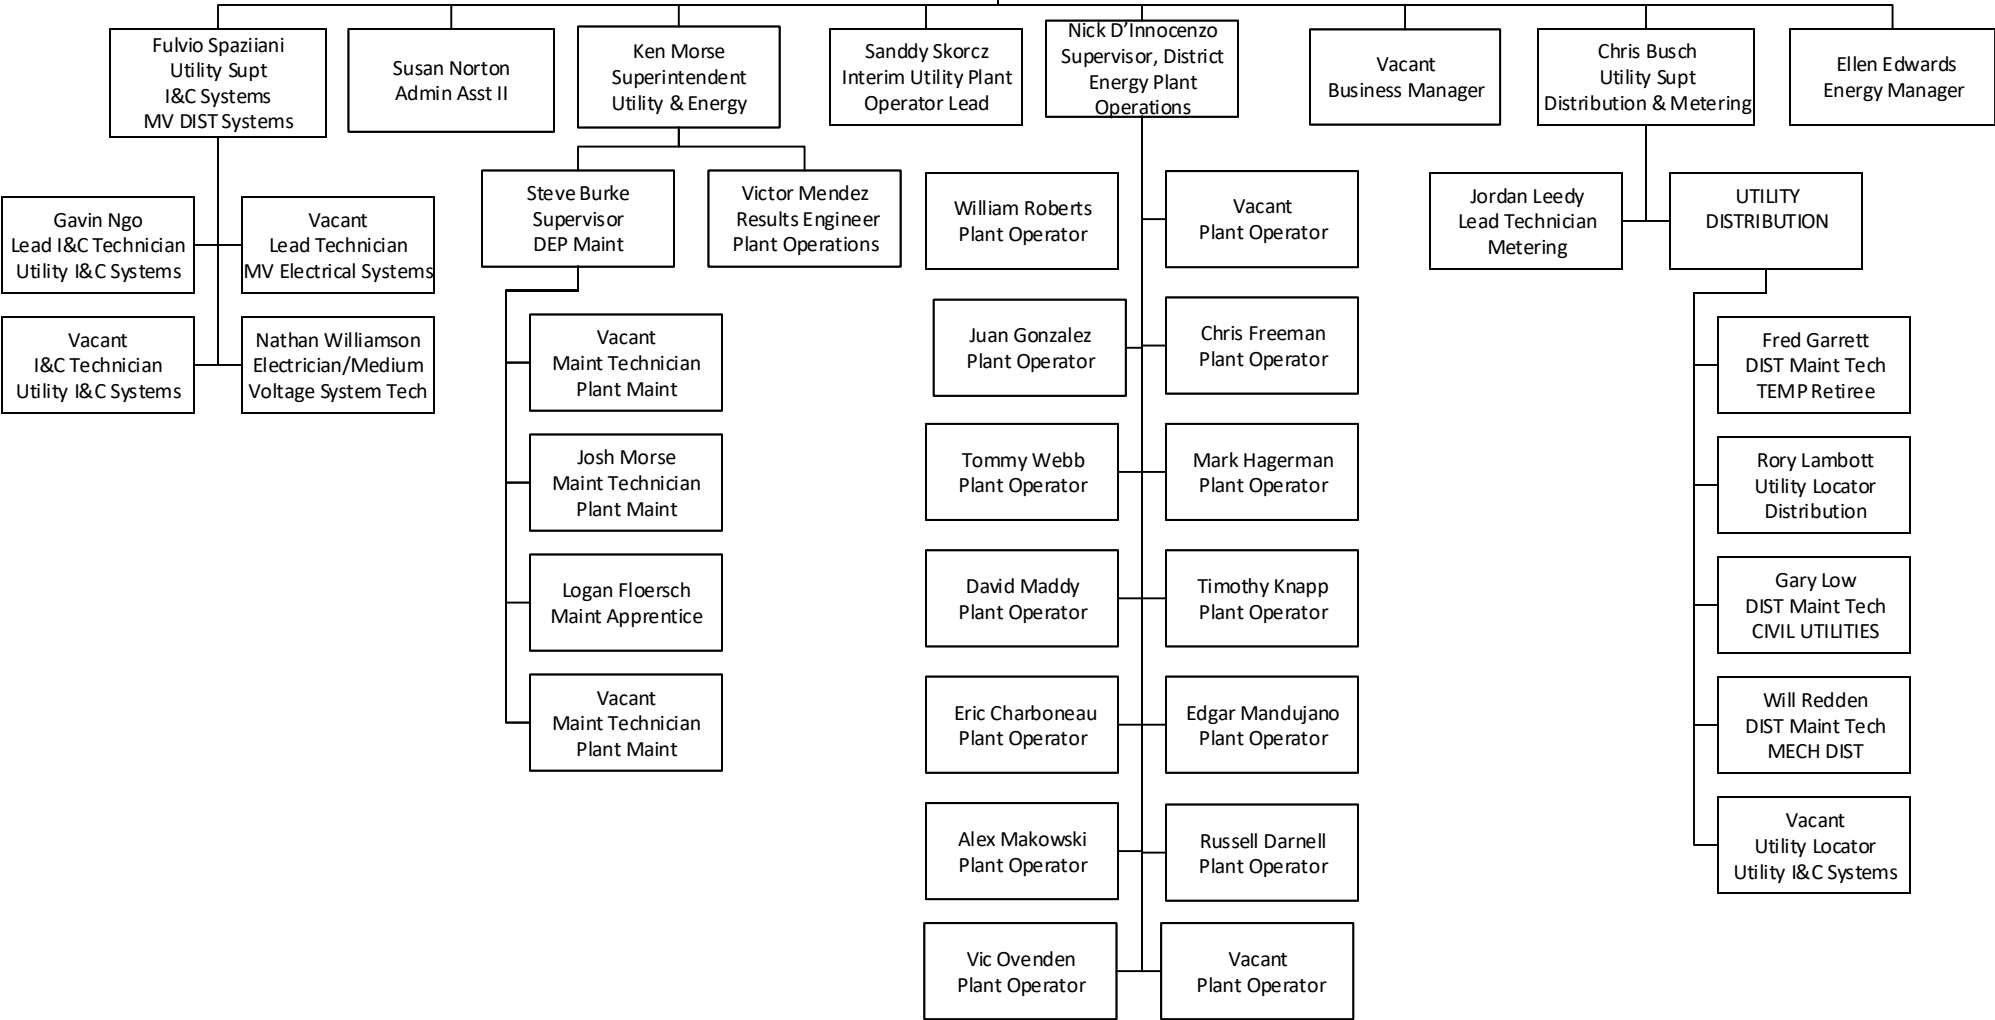 Fulvio Spaziiani
Utility Supt
I&C Systems
MV DIST Systems
Susan Norton
Admin Asst II
Ken Morse
Superintendent
Utility & Energy
Sanddy Skorcz
Interim Utility Plant
Operator Lead
Nick D’Innocenzo
Supervisor, District
Energy Plant
Operations
Vacant
Business Manager
Chris Busch
Utility Supt
Distribution & Metering
Ellen Edwards
Energy Manager
Gavin Ngo
Lead I&C Technician
Utility I&C Systems
Vacant
Lead Technician
MV Electrical Systems
Vacant
I&C Technician
Utility I&C Systems
Nathan Williamson
Electrician/Medium
Voltage System Tech
Steve Burke
Supervisor
DEP Maint
Victor Mendez
Results Engineer
Plant Operations
Vacant
Maint Technician
Plant Maint
Josh Morse
Maint Technician
Plant Maint
Logan Floersch
Maint Apprentice
Vacant
Maint Technician
Plant Maint
William Roberts
Plant Operator
Vacant
Plant Operator
Juan Gonzalez
Plant Operator
Chris Freeman
Plant Operator
Tommy Webb
Plant Operator
Mark Hagerman
Plant Operator
David Maddy
Plant Operator
Timothy Knapp
Plant Operator
Eric Charboneau
Plant Operator
Edgar Mandujano
Plant Operator
Alex Makowski
Plant Operator
Russell Darnell
Plant Operator
Vic Ovenden
Plant Operator
Vacant
Plant Operator
Jordan Leedy
Lead Technician
Metering
UTILITY
DISTRIBUTION
Fred Garrett
DIST Maint Tech
TEMP Retiree
Rory Lambott
Utility Locator
Distribution
Gary Low
DIST Maint Tech
CIVIL UTILITIES
Will Redden
DIST Maint Tech
MECH DIST
Vacant
Utility Locator
Utility I&C Systems